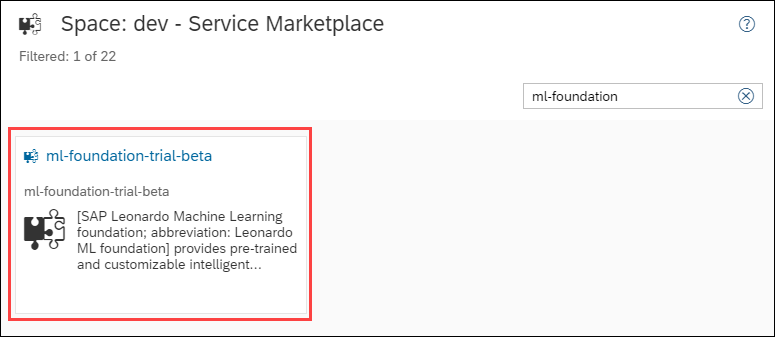 Space: dev - Service Marketplace
Filtered: 1 of 22
ml-foundation
ml-foundation-trial-beta
ml-foundation-trial-beta
[SAP Leonardo Machine Learning
foundation; abbreviation: Leonardo
ML foundation] provides pre-trained
and customizable intelligent...